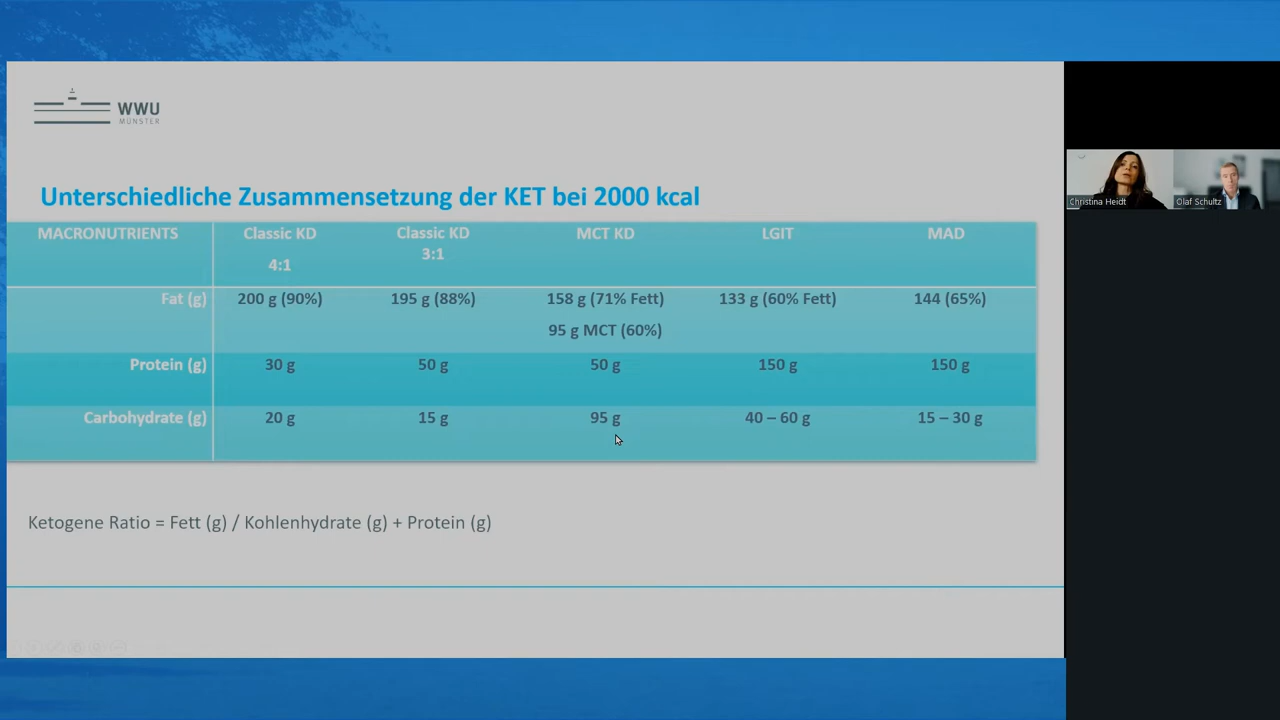 WWU
MÜNSTER
Unterschiedliche Zusammensetzung der KET bei 2000 kcal
MACRONUTRIENTS Classic KD 4:1 Classic KD 3:1 MCT KD LGIT MAD
Fat (g) 200 g (90%) 195 g (88%) 158 g (71% Fett) 133 g (60% Fett) 144 (65%)
95 g MCT (60%)
Protein (g) 30 g 50 g 50 g 150 g 150 g
Carbohydrate (g) 20 g 15 g 95 g 40 – 60 g 15 – 30 g
Ketogene Ratio = Fett (g) / Kohlenhydrate (g) + Protein (g)
Christina Heidt
Olaf Schultz